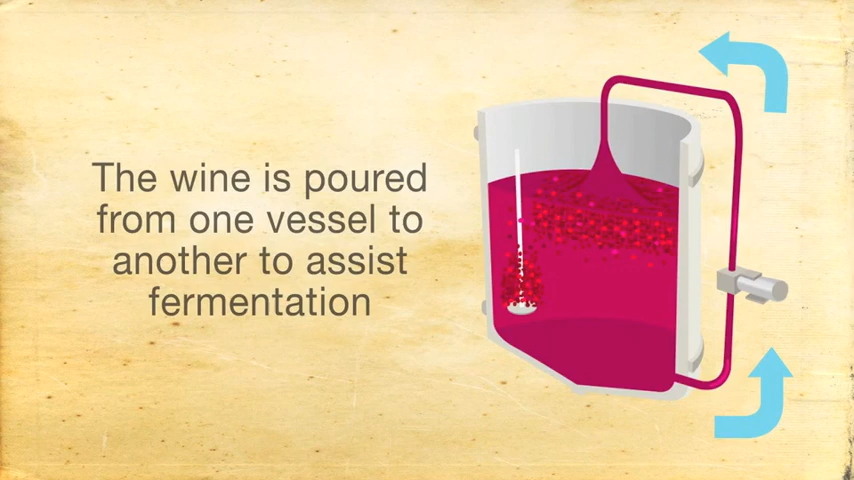 The wine is poured
from one vessel to
another to assist
fermentation